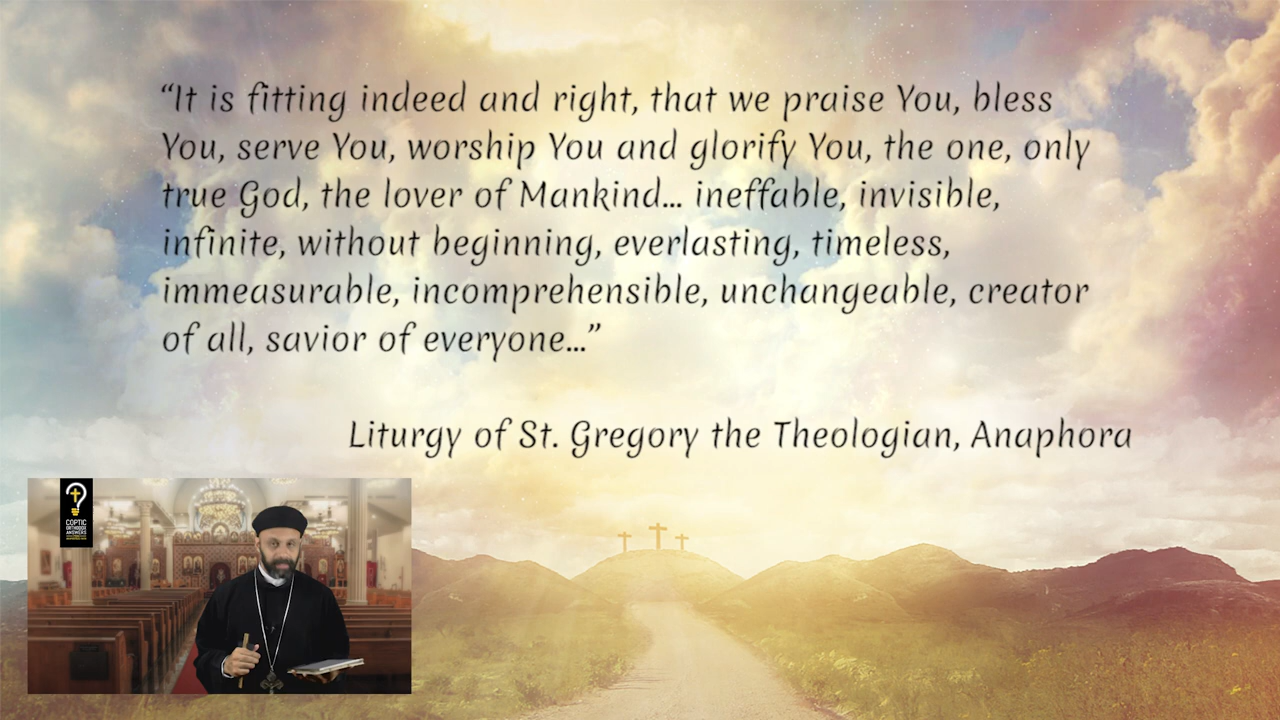 “It is fitting indeed and right, that we praise You, bless
You, serve You, worship You and glorify You, the one, only
true God, the lover of Mankind... ineffable, invisible,
infinite, without beginning, everlasting, timeless,
immeasurable, incomprehensible, unchangeable, creator
of all, savior of everyone...”
Liturgy of St. Gregory the Theologian, Anaphora
COPTIC
ORTHODOX
ANSWERS